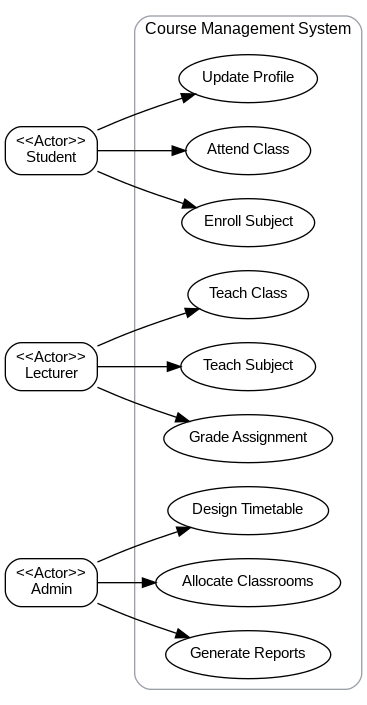 Course Management System
Update Profile
<<Actor>>
Student
Attend Class
Enroll Subject
Teach Class
<<Actor>>
Lecturer
Teach Subject
Grade Assignment
Design Timetable
<<Actor>>
Admin
Allocate Classrooms
Generate Reports